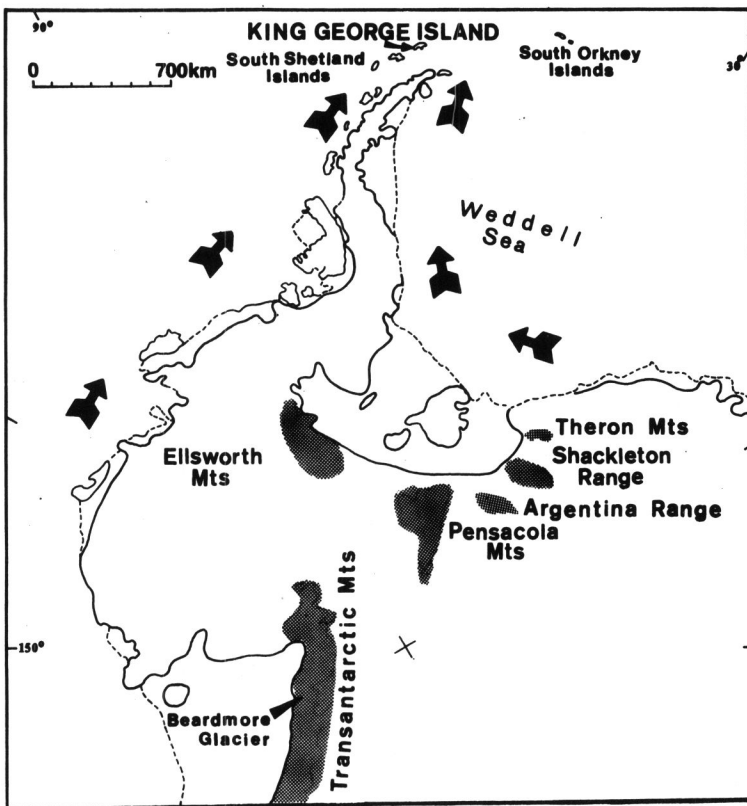 90°
KING GEORGE ISLAND
0 700km
South Shetland
Islands
South Orkney
Islands
30°
Weddell
Sea
Ellsworth
Mts
Theron Mts
Shackleton
Range
Argentina Range
Pensacola
Mts
Transantarctic Mts
150°
Beardmore
Glacier